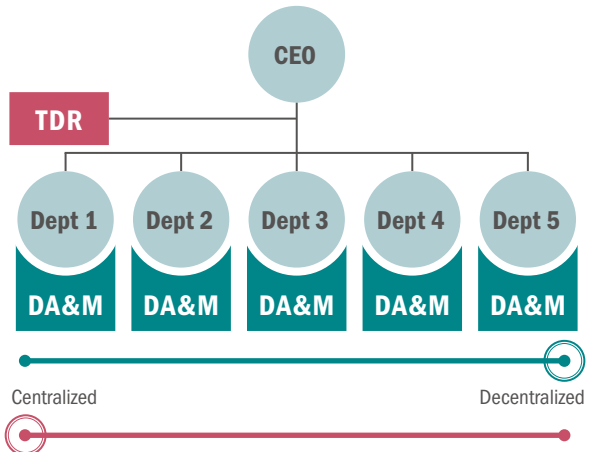 CEO
TDR
Dept 1 Dept 2 Dept 3 Dept 4 Dept 5
DA&M DA&M DA&M DA&M DA&M
Centralized Decentralized